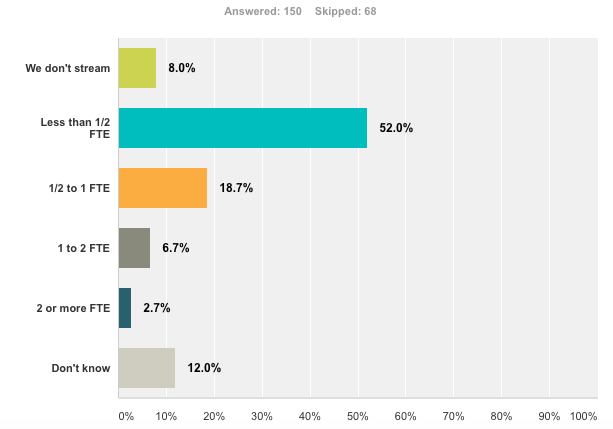 Answered: 150 Skipped: 68
We don't stream 8.0%
Less than 1/2
FTE
52.0%
1/2 to 1 FTE 18.7%
1 to 2 FTE 6.7%
2 or more FTE 2.7%
Don't know 12.0%
0% 10% 20% 30% 40% 50% 60% 70% 80% 90% 100%